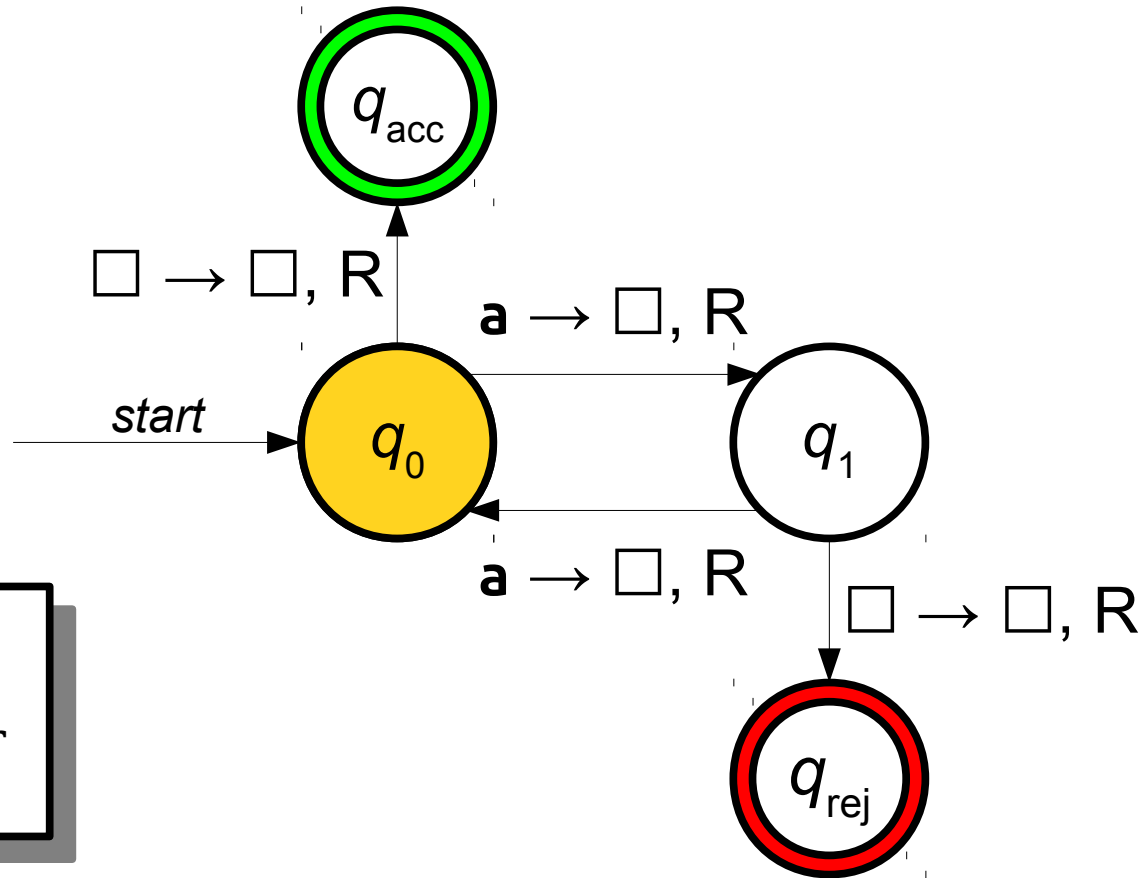 q_acc
□ → □, R
a → □, R
start
q_0
q_1
a → □, R
□ → □, R
q_rej